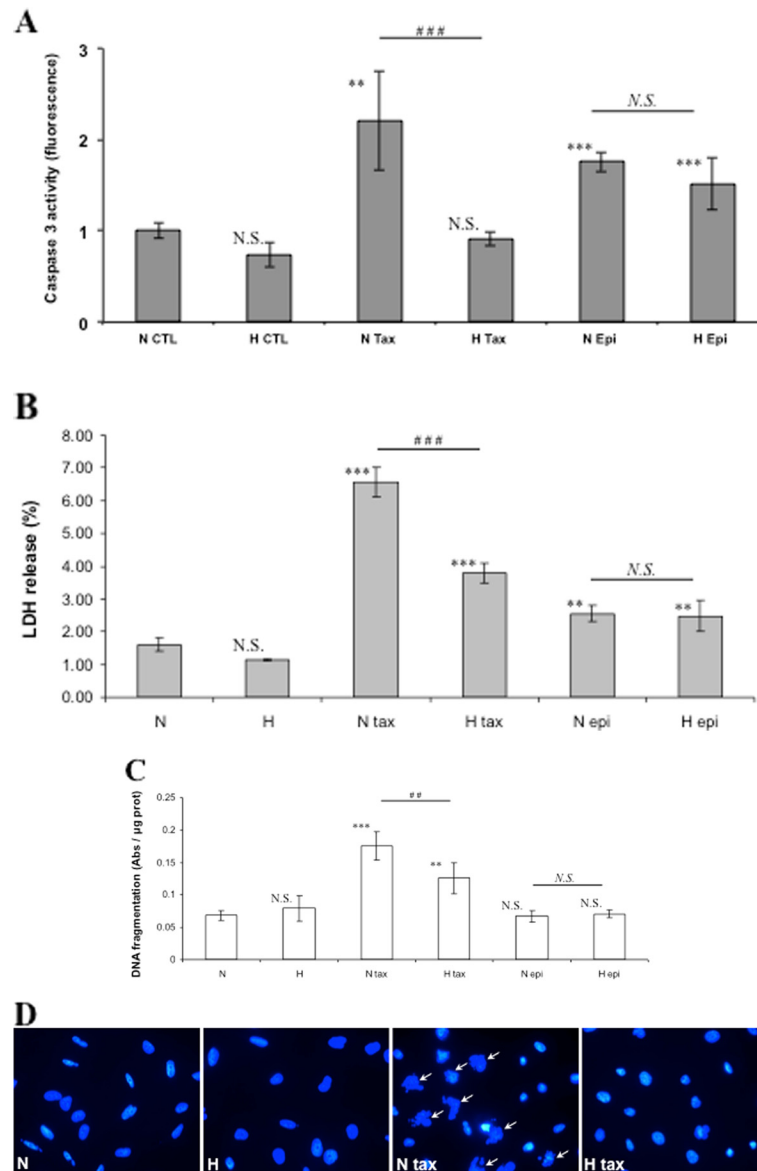 A
###
3
**
N.S.
***
***
2
Caspase 3 activity (fluorescence)
N.S.
N.S.
1
0
N CTL H CTL N Tax H Tax N Epi H Epi
B
8.00
###
7.00
***
6.00
5.00
LDH release (%)
***
N.S.
4.00
3.00
**
**
2.00
N.S.
1.00
0.00
N H N tax H tax N epi H epi
C
0.25
##
0.2
***
DNA fragmentation (Abs / µg prot)
**
0.15
N.S.
0.1
N.S.
N.S.
N.S.
0.05
0
N H N tax H tax N epi H epi
D
N H N tax H tax